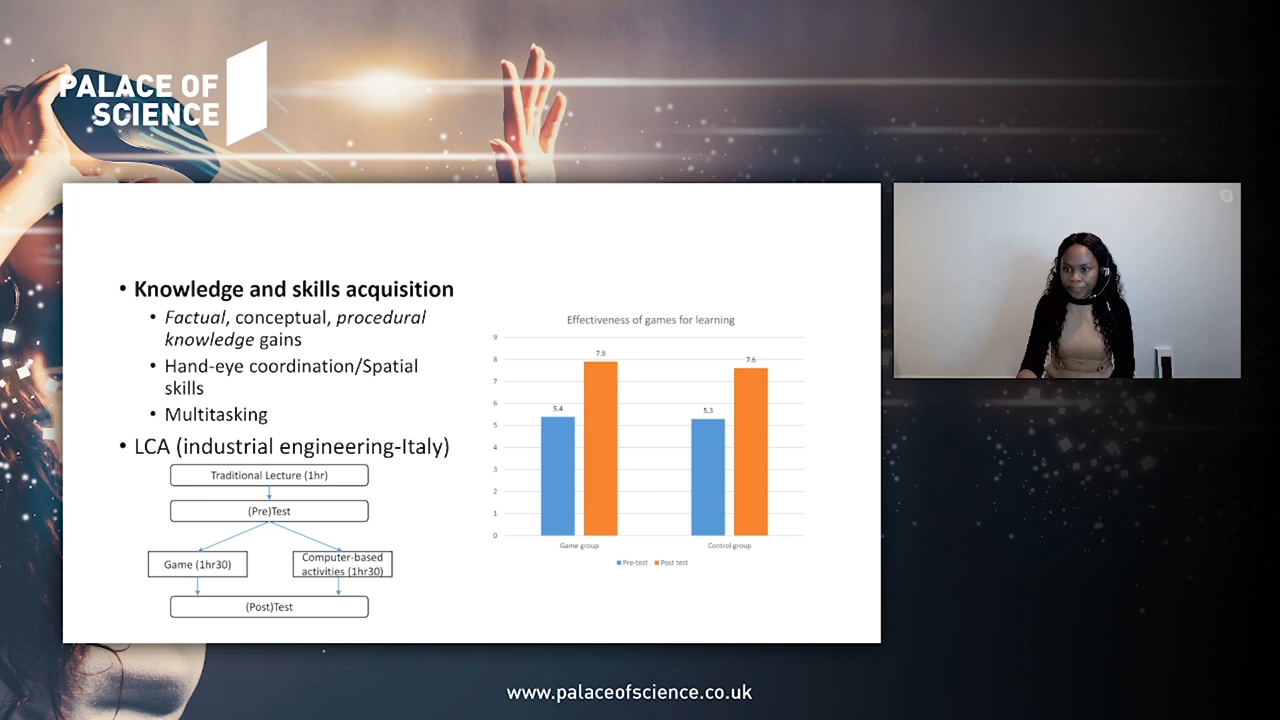 PALACE OF
SCIENCE
• Knowledge and skills acquisition
• Factual, conceptual, procedural
knowledge gains
• Hand-eye coordination/Spatial
skills
• Multitasking
• LCA (industrial engineering-Italy)
Traditional Lecture (1hr)
(Pre)Test
Game (1hr30)
Computer-based
activities (1hr30)
(Post)Test
Effectiveness of games for learning
9
8
7
6
5
4
3
2
1
0
5.4
7.9
5.3
7.6
Game group
Control group
Pre-test
Post test
www.palaceofscience.co.uk